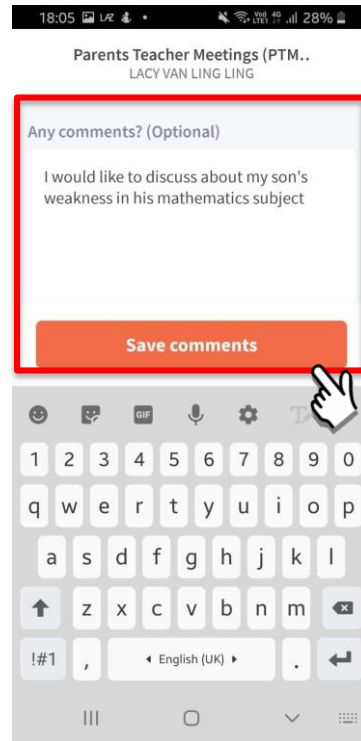 18:05
28%
Parents Teacher Meetings (PTM..
LACY VAN LING LING
Any comments? (Optional)
I would like to discuss about my son's
weakness in his mathematics subject
Save comments
GIF
1 2 3 4 5 6 7 8 9 0
q w e r t y u i o p
a s d f g h j k l
z x c v b n m
!#1 , English (UK) .